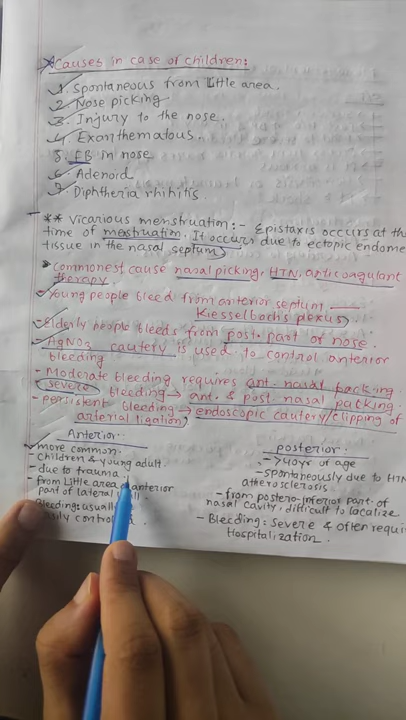 Causes in case of children:
1. Spontaneous from Little area.
2. Nose picking
3. Injury to the nose.
4. Exanthematous.
5. FB in nose
6. Adenoid
7. Diphtheria rhihitis.
** Vicarious menstruation:- Epistaxis occurs at the
time of menstruation. It occurs due to ectopic endome
tissue in the nasal septum
Commonest cause nasal picking, HTN, anticoagulant
therapy.
Young people bleed from anterior septum
Kiesselbach's plexus
- Elderly people bleeds from post. part of nose.
- AgNO3 cautery is used to control anterior
bleeding
- Moderate bleeding requires ant. nasal packing.
severe bleeding → ant. & post. nasal packing
- persistent bleeding → endoscopic cautery/clipping of
arterial ligation
Anterior:
more common.
- children & young adult.
- due to trauma.
- from Little area anterior
part of lateral
Bleeding: usuall
posterior:
- >40yr of age
- Spontaneously due to HTN
atherosclerosis.
- from postero-inferior part of
nasal cavity, difficult to localize
- Bleeding: Severe & often requi
Hospitalization.